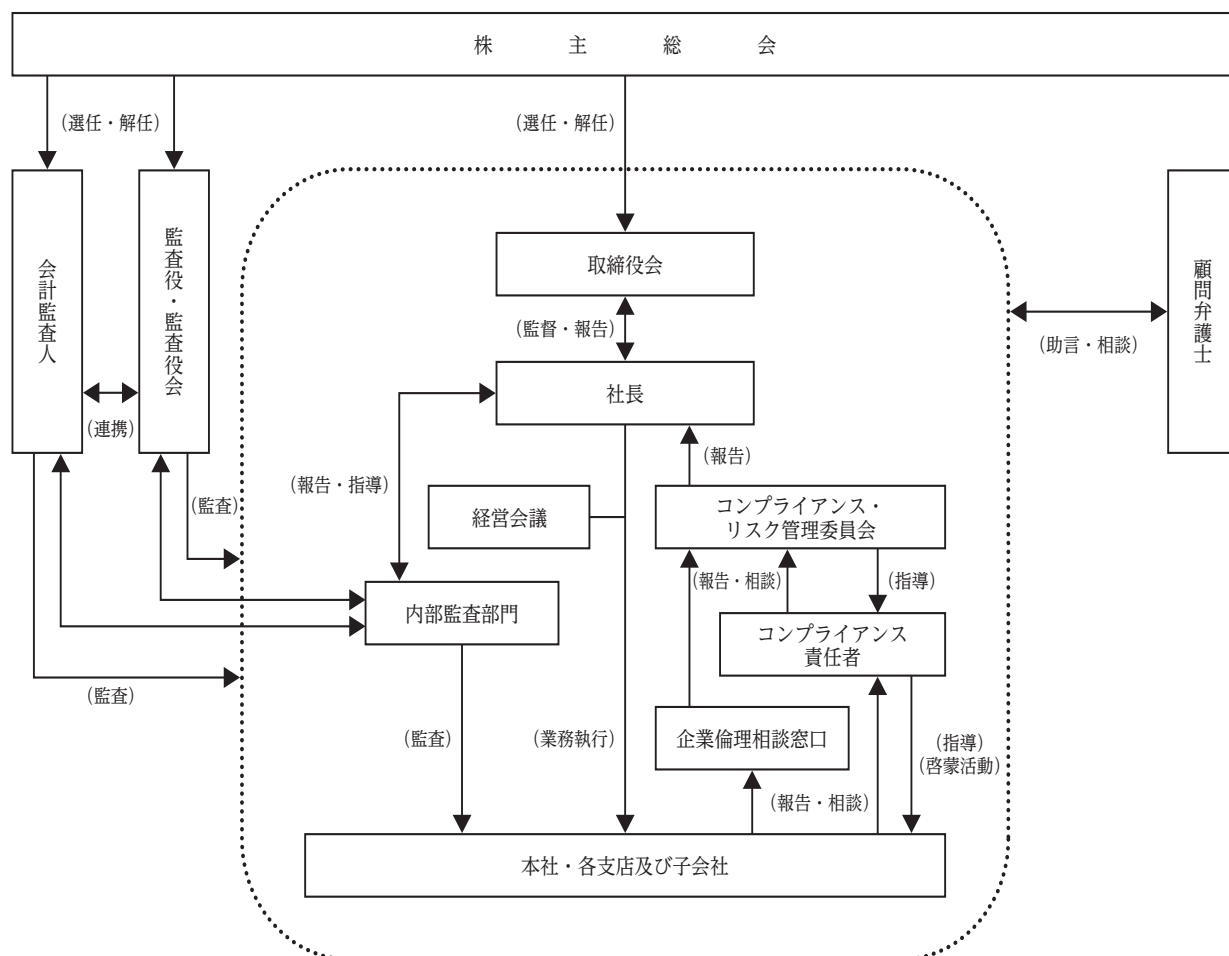 株主総会
（選任・解任）
（選任・解任）
会計監査人
監査役・監査役会
取締役会
顧問弁護士
（監督・報告）
（助言・相談）
社長
（連携）
（報告）
（報告・指導）
（監査）
経営会議
コンプライアンス・
リスク管理委員会
（報告・相談）
（指導）
内部監査部門
コンプライアンス
責任者
（監査）
（監査）
（業務執行）
企業倫理相談窓口
（指導）
（啓蒙活動）
（報告・相談）
本社・各支店及び子会社